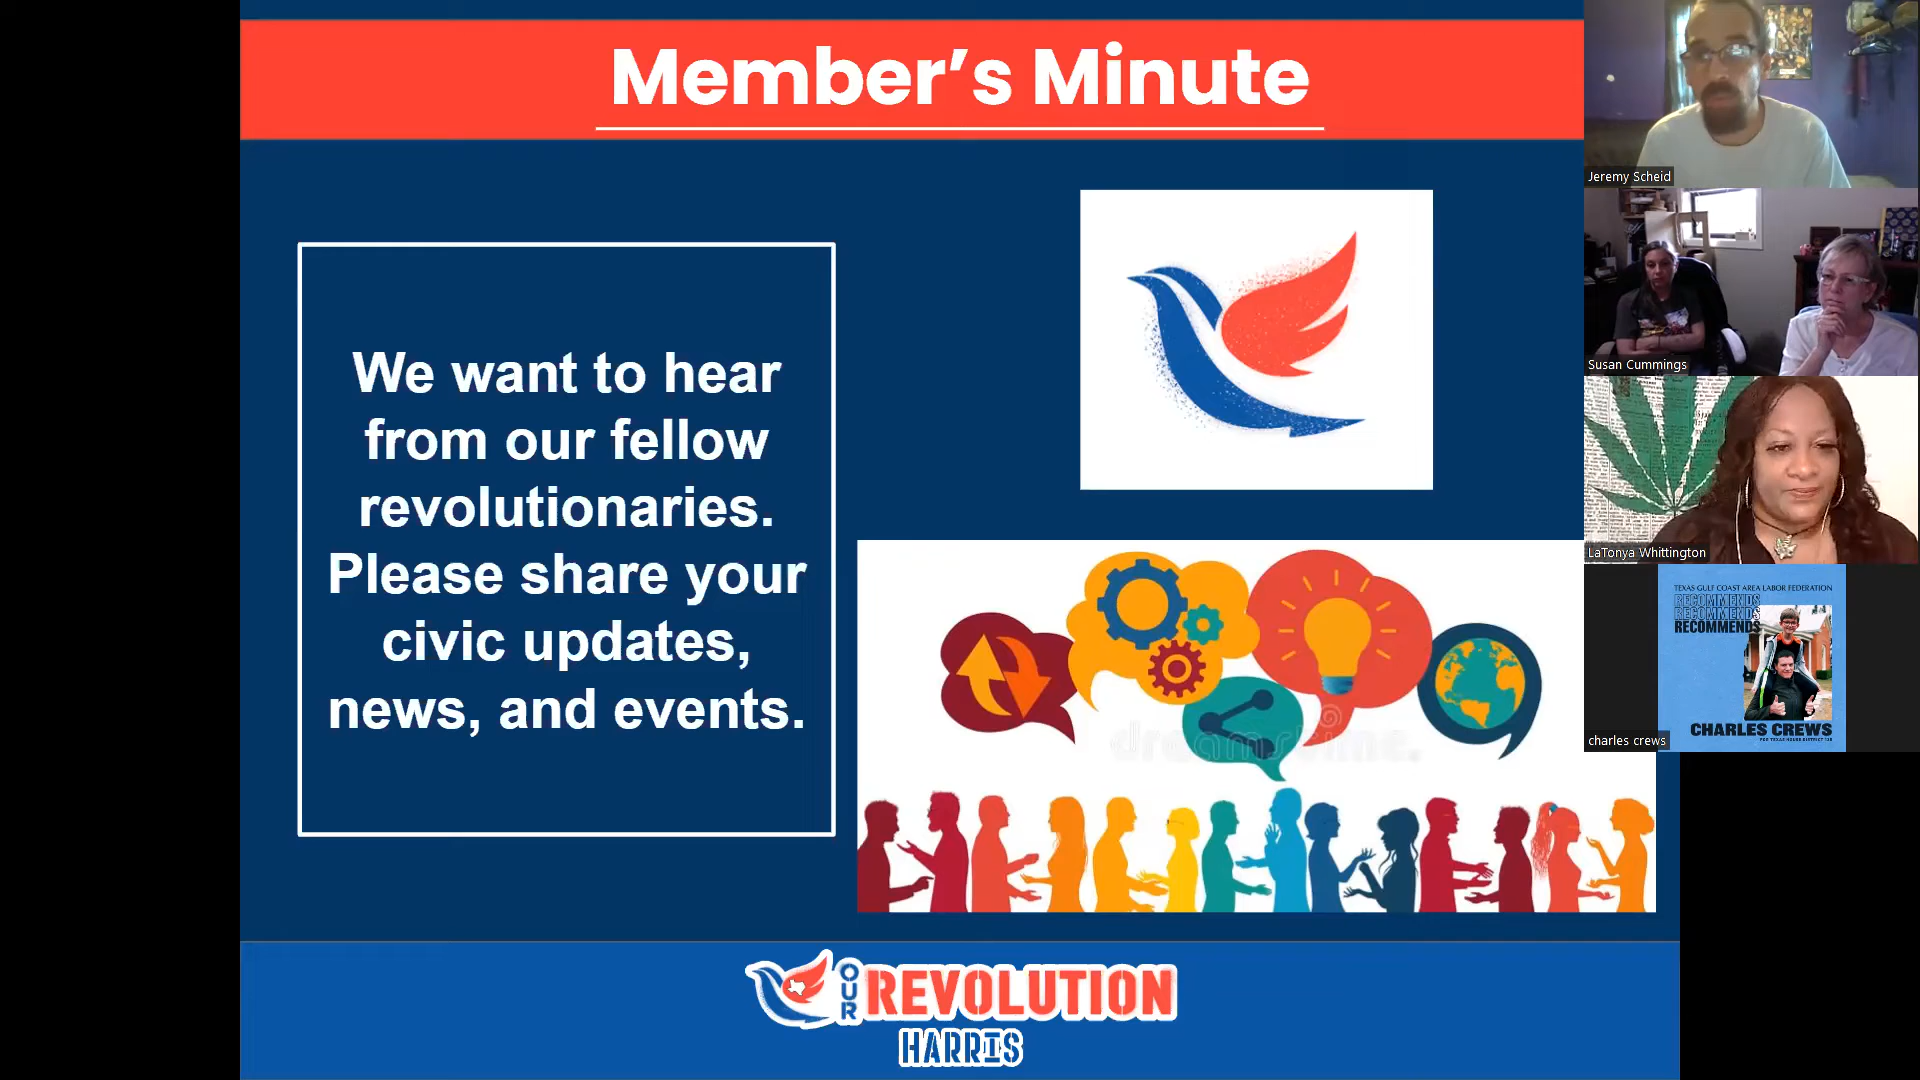 Member’s Minute
We want to hear
from our fellow
revolutionaries.
Please share your
civic updates,
news, and events.
dreamstime.
OUR
REVOLUTION
HARRIS
Jeremy Scheid
Susan Cummings
LaTonya Whittington
TEXAS GULF COAST AREA LABOR FEDERATION
RECOMMENDS
RECOMMENDS
RECOMMENDS
CHARLES CREWS
charles crews